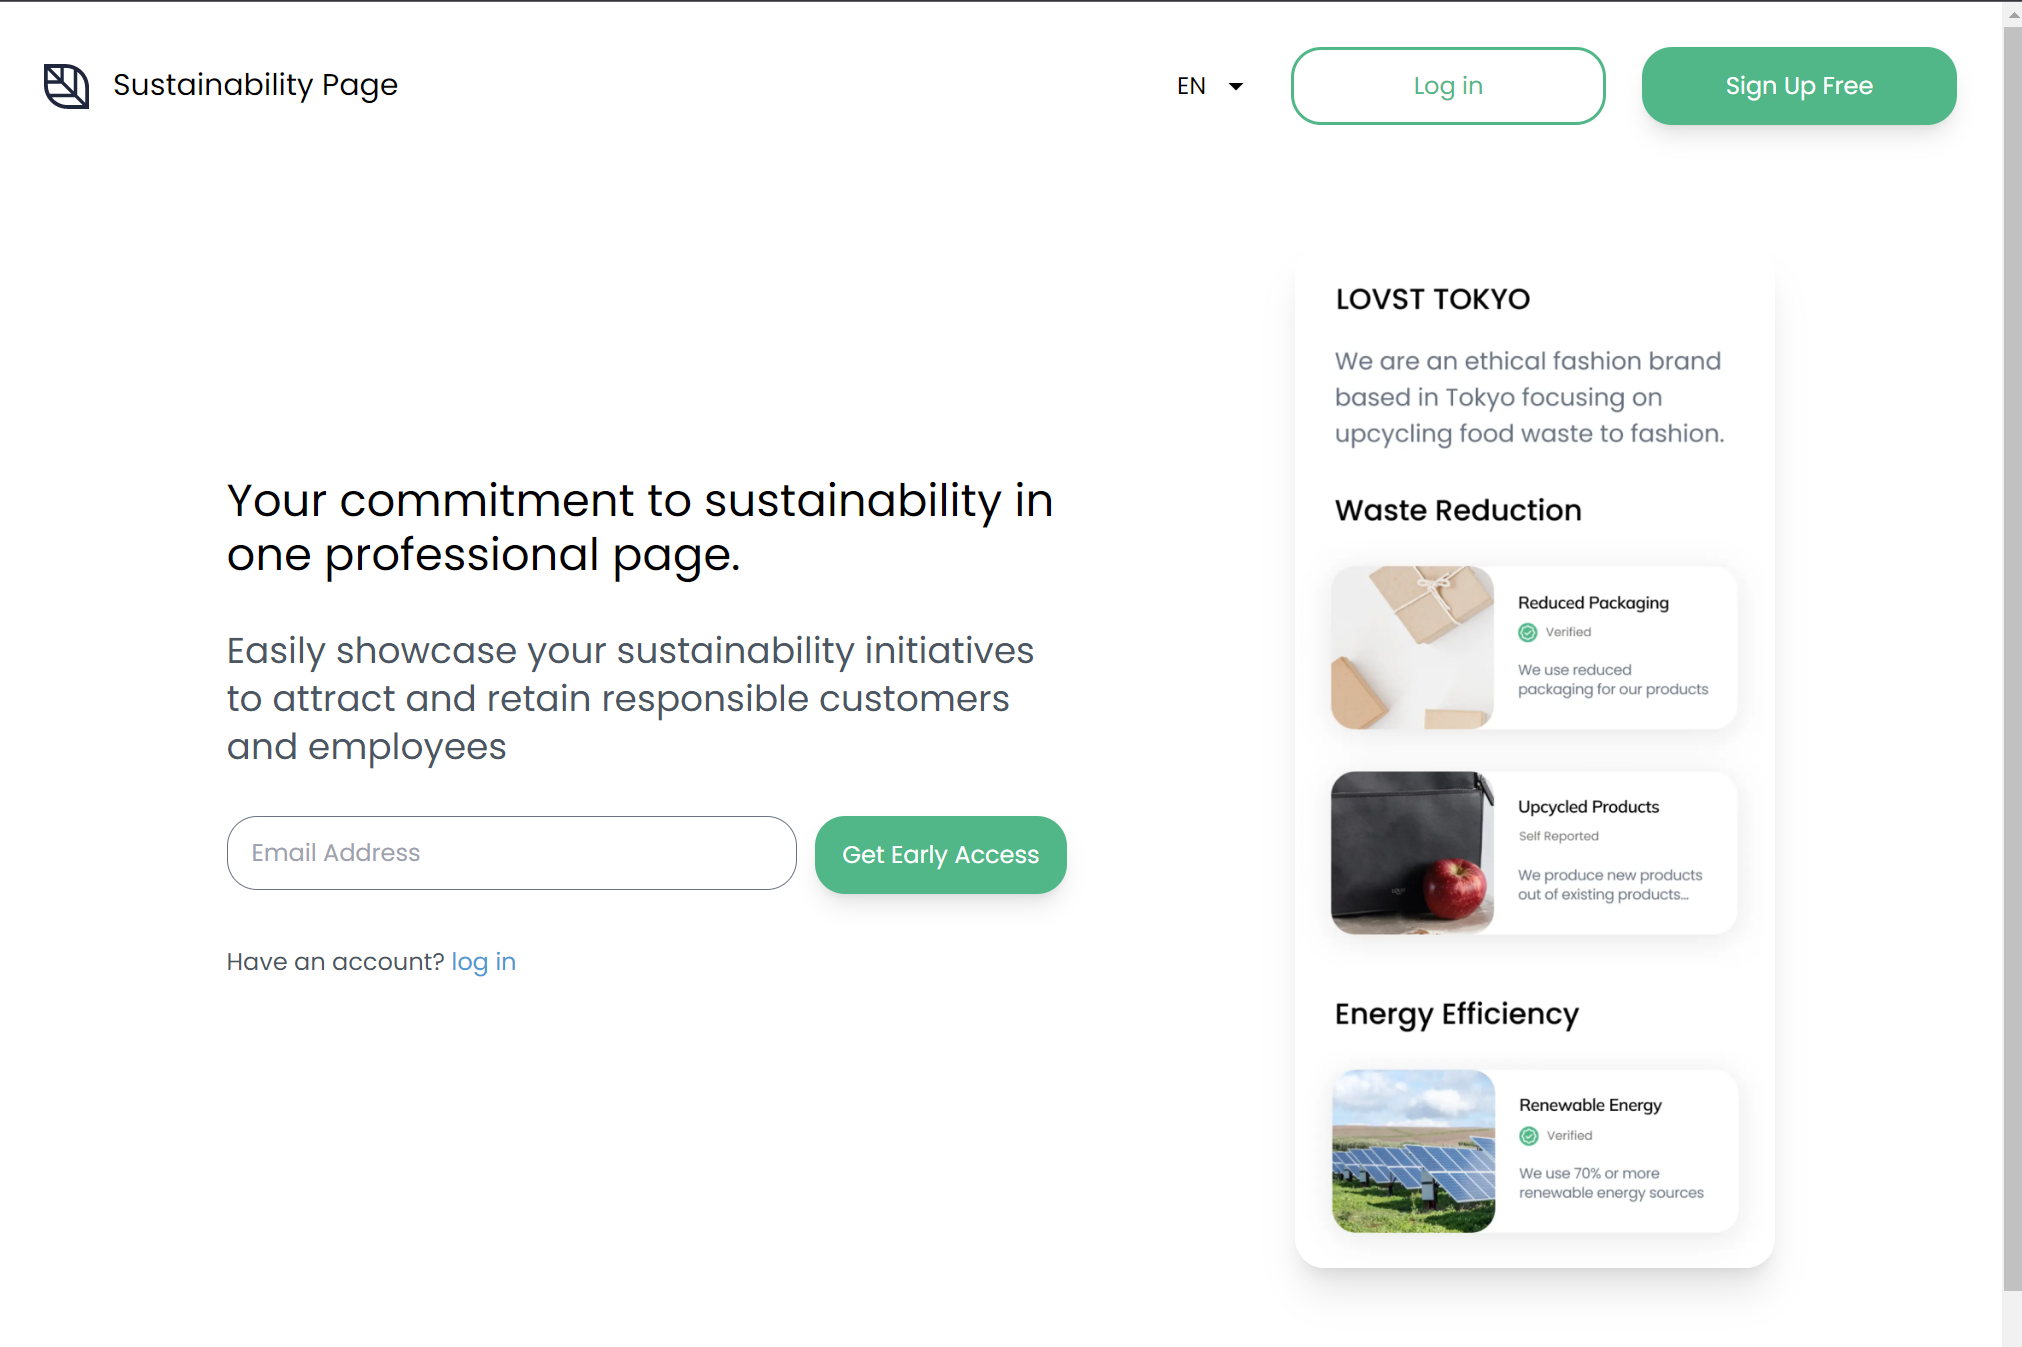 Sustainability Page
EN
Log in
Sign Up Free
Your commitment to sustainability in
one professional page.
Easily showcase your sustainability initiatives
to attract and retain responsible customers
and employees
Email Address
Get Early Access
Have an account? log in
LOVST TOKYO
We are an ethical fashion brand
based in Tokyo focusing on
upcycling food waste to fashion.
Waste Reduction
Reduced Packaging
Verified
We use reduced
packaging for our products
Upcycled Products
Self Reported
We produce new products
out of existing products...
Energy Efficiency
Renewable Energy
Verified
We use 70% or more
renewable energy sources